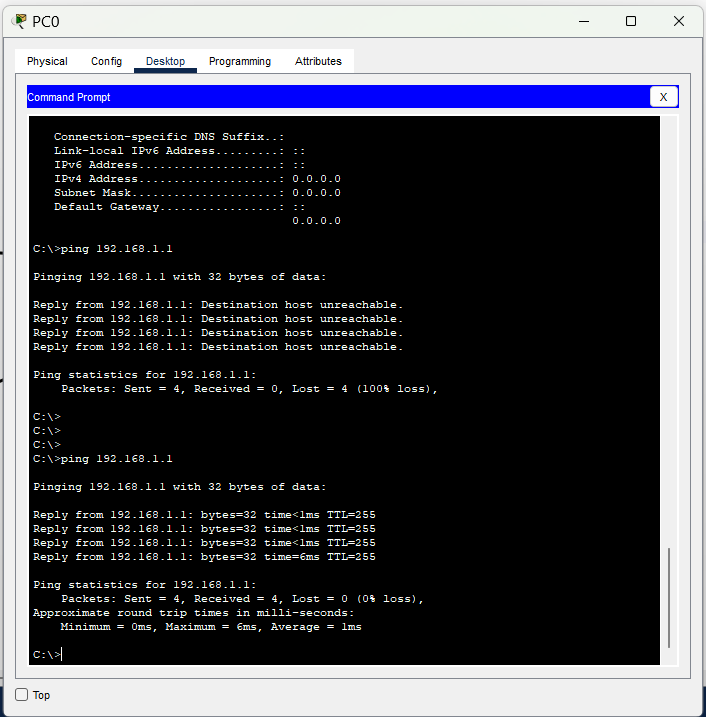 PC0
Physical Config Desktop Programming Attributes
Command Prompt
X
Connection-specific DNS Suffix..:
Link-local IPv6 Address.........: ::
IPv6 Address....................: ::
IPv4 Address....................: 0.0.0.0
Subnet Mask.....................: 0.0.0.0
Default Gateway.................: ::
0.0.0.0
C:\>ping 192.168.1.1
Pinging 192.168.1.1 with 32 bytes of data:
Reply from 192.168.1.1: Destination host unreachable.
Reply from 192.168.1.1: Destination host unreachable.
Reply from 192.168.1.1: Destination host unreachable.
Reply from 192.168.1.1: Destination host unreachable.
Ping statistics for 192.168.1.1:
Packets: Sent = 4, Received = 0, Lost = 4 (100% loss),
C:\>
C:\>
C:\>
C:\>ping 192.168.1.1
Pinging 192.168.1.1 with 32 bytes of data:
Reply from 192.168.1.1: bytes=32 time<1ms TTL=255
Reply from 192.168.1.1: bytes=32 time<1ms TTL=255
Reply from 192.168.1.1: bytes=32 time<1ms TTL=255
Reply from 192.168.1.1: bytes=32 time=6ms TTL=255
Ping statistics for 192.168.1.1:
Packets: Sent = 4, Received = 4, Lost = 0 (0% loss),
Approximate round trip times in milli-seconds:
Minimum = 0ms, Maximum = 6ms, Average = 1ms
C:\>
Top